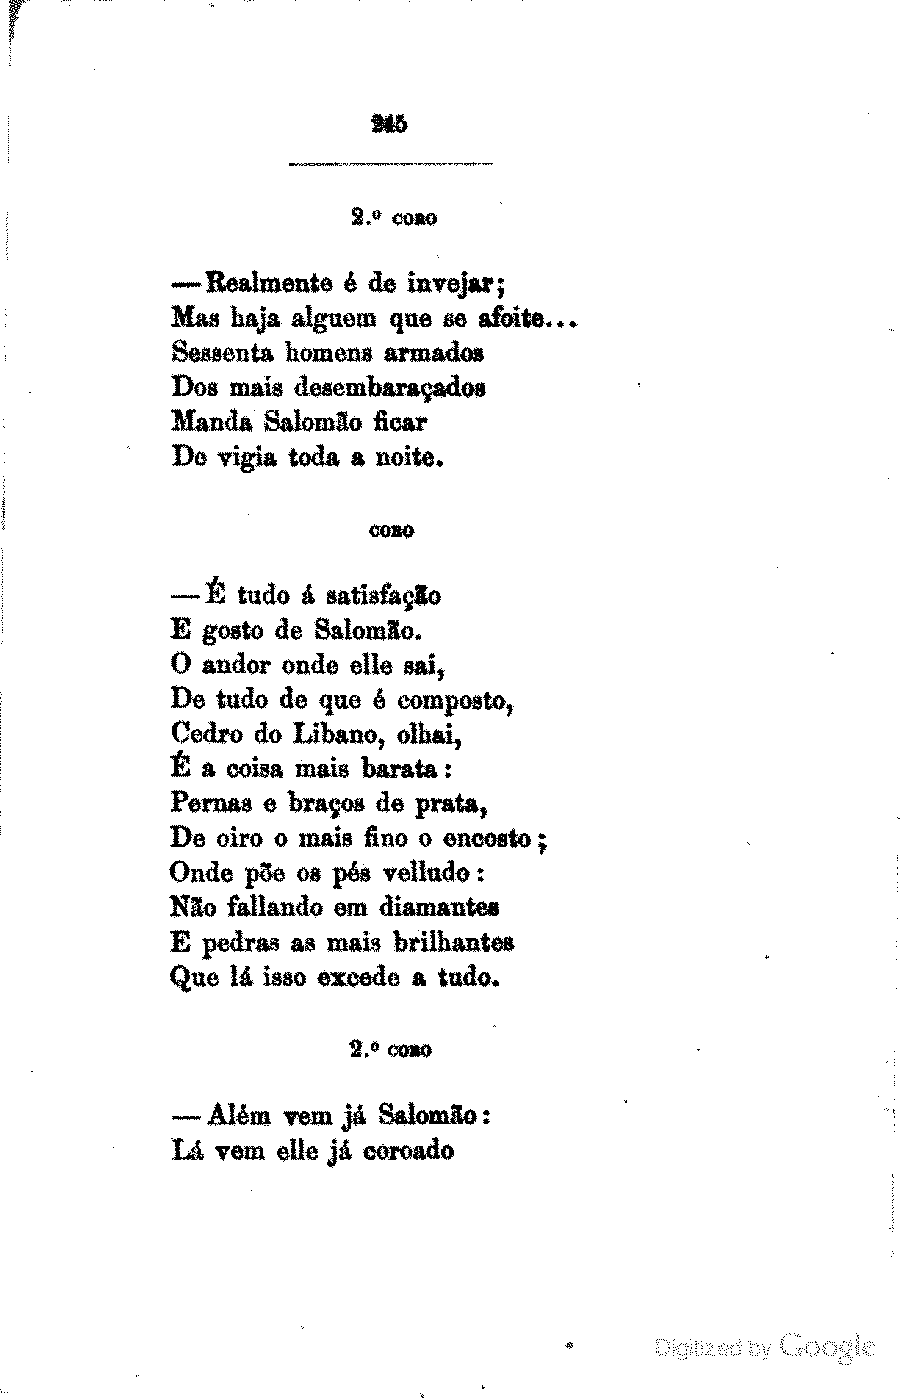 245
2.º CORO
—Realmente é de invejar;
Mas haja alguem que se afoite...
Sessenta homens armados
Dos mais desembaraçados
Manda Salomão ficar
De vigia toda a noite.
CORO
—É tudo á satisfação
E gosto de Salomão.
O andor onde elle sai,
De tudo de que é composto,
Cedro do Libano, olhai,
É a coisa mais barata:
Pernas e braços de prata,
De oiro o mais fino o encosto;
Onde põe os pés velludo:
Não fallando em diamantes
E pedras as mais brilhantes
Que lá isso excede a tudo.
2.º CORO
—Além vem já Salomão:
Lá vem elle já coroado
Digitized by Google